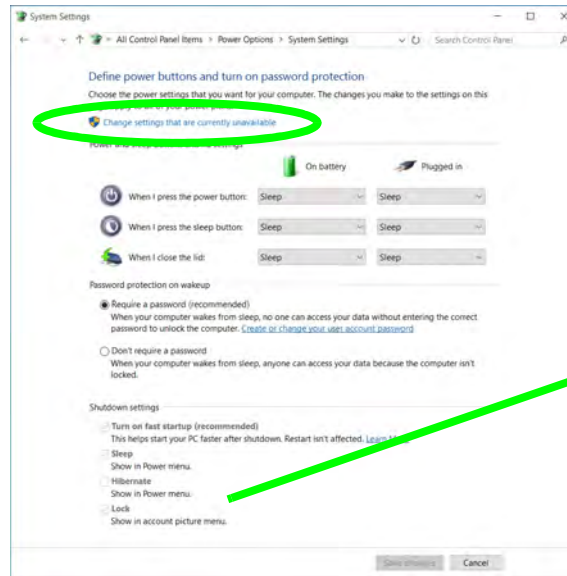 System Settings
All Control Panel Items > Power Options > System Settings
Search Control Panel
Define power buttons and turn on password protection
Choose the power settings that you want for your computer. The changes you make to the settings on this
Change settings that are currently unavailable
On battery
Plugged in
When I press the power button: Sleep Sleep
When I press the sleep button: Sleep Sleep
When I close the lid: Sleep Sleep
Password protection on wakeup
Require a password (recommended)
When your computer wakes from sleep, no one can access your data without entering the correct
password to unlock the computer. Create or change your user account password
Don't require a password
When your computer wakes from sleep, anyone can access your data because the computer isn't
locked.
Shutdown settings
Turn on fast startup (recommended)
This helps start your PC faster after shutdown. Restart isn't affected.
Sleep
Show in Power menu.
Hibernate
Show in Power menu.
Lock
Show in account picture menu.
Save changes Cancel